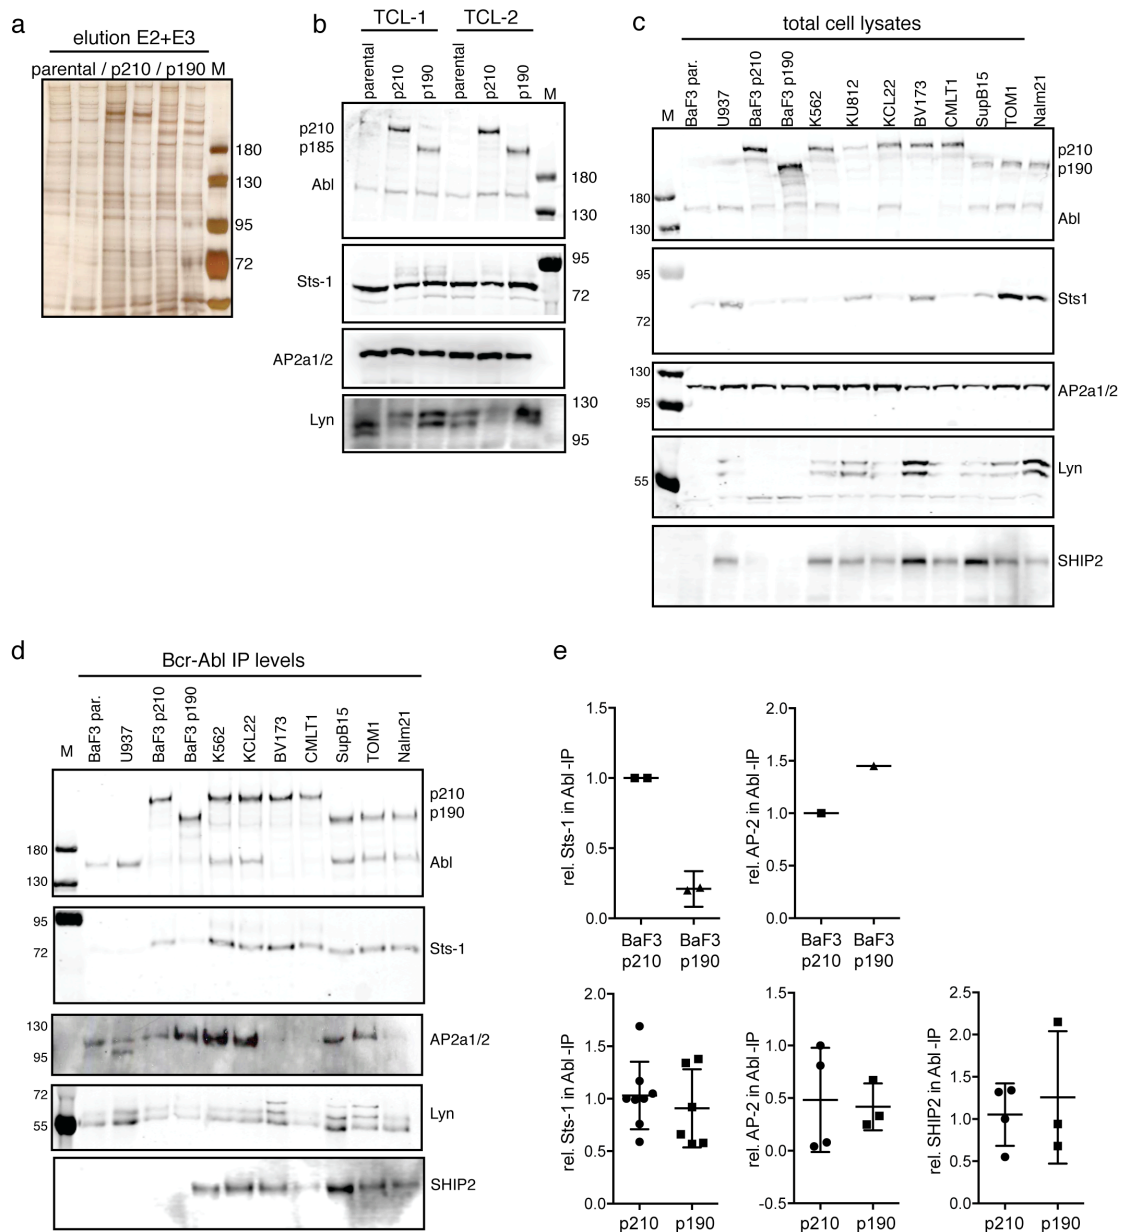 a
elution E2+E3
parental / p210 / p190 M
180
130
95
72
b
TCL-1 TCL-2
parental p210 p190 parental p210 p190 M
p210
p185
Abl
180
130
Sts-1
95
72
AP2a1/2
Lyn
130
95
c
total cell lysates
M BaF3 par. U937 BaF3 p210 BaF3 p190 K562 KU812 KCL22 BV173 CMLT1 SupB15 TOM1 Nalm21
p210
p190
180
130
Abl
95
72
Sts1
130
95
AP2a1/2
55
Lyn
SHIP2
d
Bcr-Abl IP levels
M BaF3 par. U937 BaF3 p210 BaF3 p190 K562 KCL22 BV173 CMLT1 SupB15 TOM1 Nalm21
p210
p190
180
130
Abl
95
72
Sts-1
130
95
AP2a1/2
72
55
Lyn
SHIP2
e
rel. Sts-1 in Abl-IP
1.5
1.0
0.5
0.0
BaF3 BaF3
p210 p190
rel. AP-2 in Abl-IP
2.0
1.5
1.0
0.5
0.0
BaF3 BaF3
p210 p190
rel. Sts-1 in Abl-IP
2.0
1.5
1.0
0.5
0.0
p210 p190
rel. AP-2 in Abl-IP
1.5
1.0
0.5
0.0
-0.5
p210 p190
rel. SHIP2 in Abl-IP
2.5
2.0
1.5
1.0
0.5
0.0
p210 p190